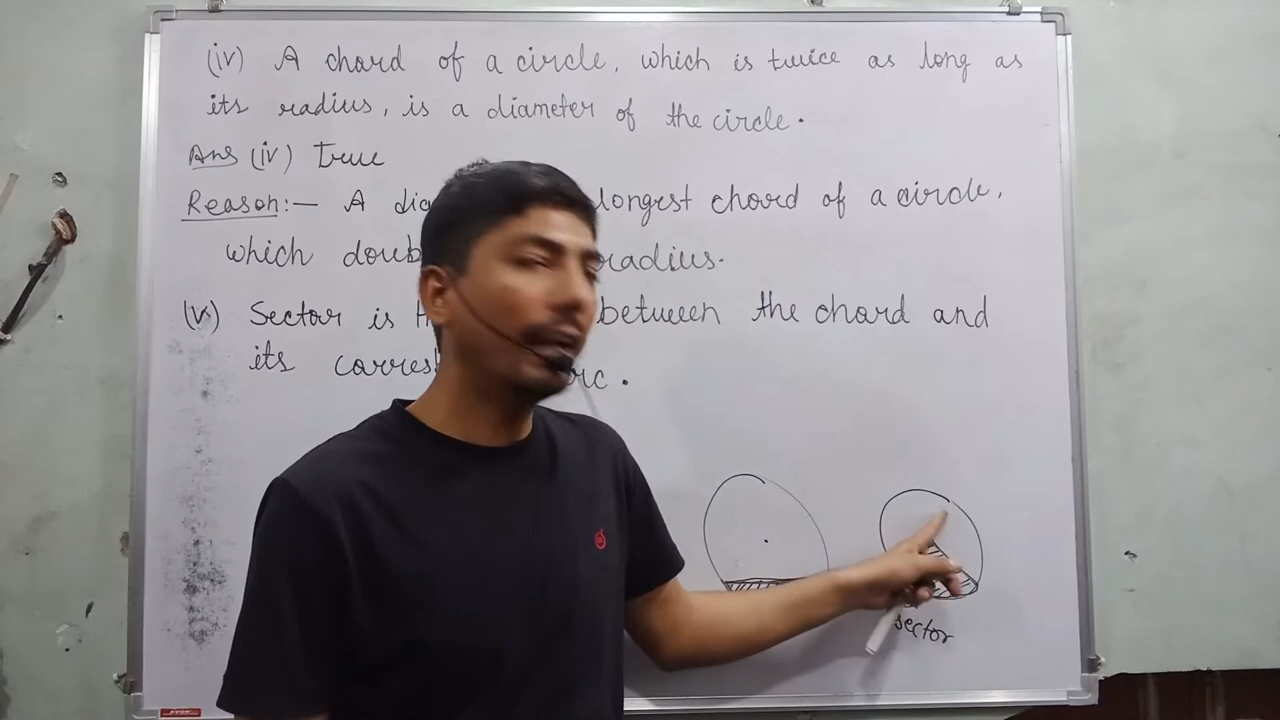 (iv) A chord of a circle, which is twice as long as
its radius, is a diameter of the circle.
Ans (iv) True
Reason:- A dia longest chord of a circle,
which doub radius.
(v) Sector is between the chord and
its corres arc.
sector